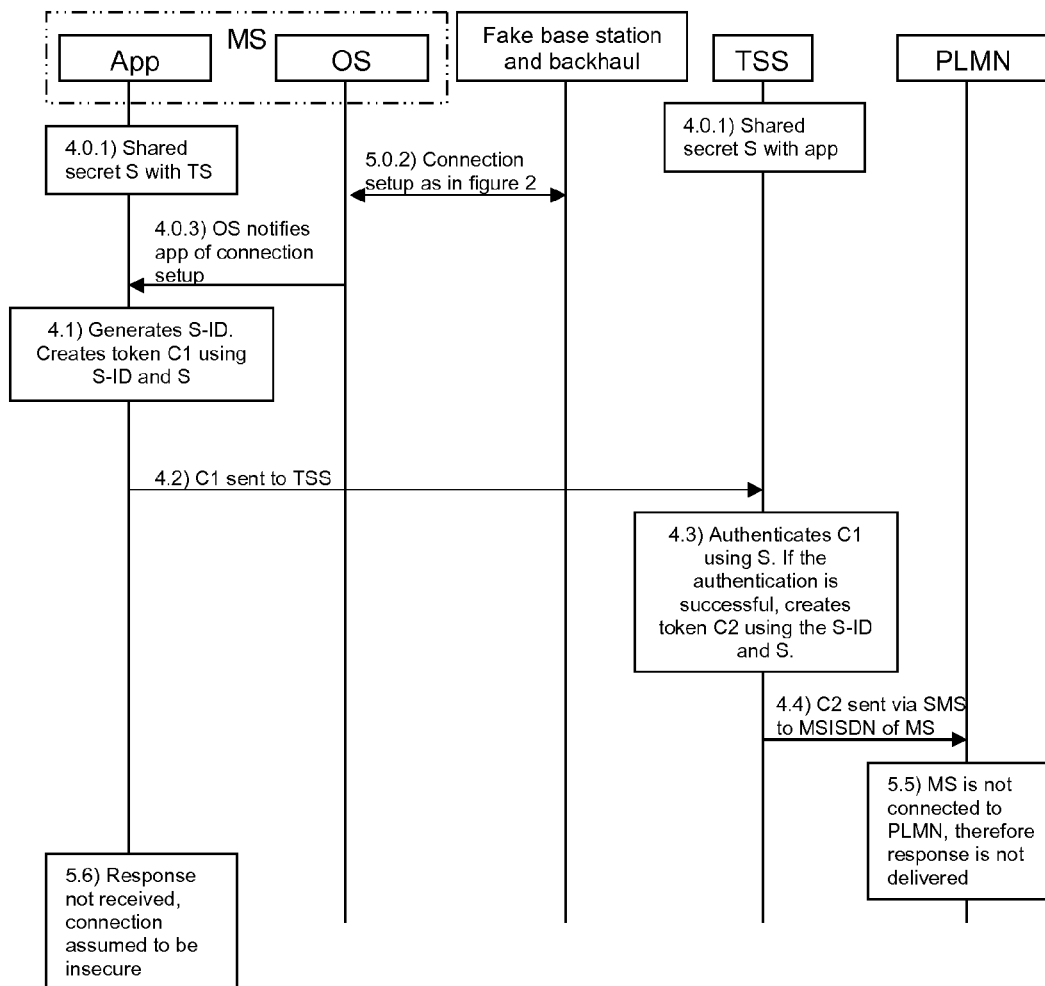 MS
App
OS
Fake base station
and backhaul
TSS
PLMN
4.0.1) Shared
secret S with TS
5.0.2) Connection
setup as in figure 2
4.0.1) Shared
secret S with app
4.0.3) OS notifies
app of connection
setup
4.1) Generates S-ID.
Creates token C1 using
S-ID and S
4.2) C1 sent to TSS
4.3) Authenticates C1
using S. If the
authentication is
successful, creates
token C2 using the S-ID
and S.
4.4) C2 sent via SMS
to MSISDN of MS
5.5) MS is not
connected to
PLMN, therefore
response is not
delivered
5.6) Response
not received,
connection
assumed to be
insecure